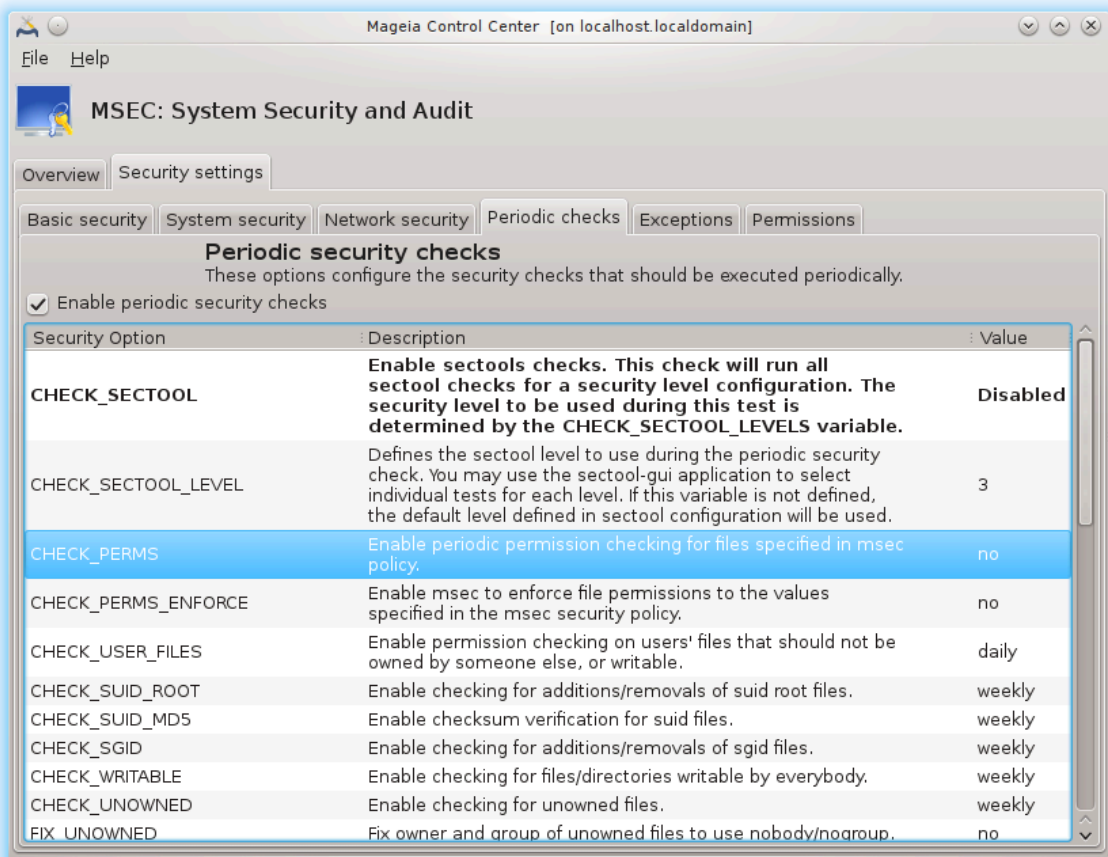 Mageia Control Center [on localhost.localdomain]
File Help
MSEC: System Security and Audit
Overview Security settings
Basic security System security Network security Periodic checks Exceptions Permissions
Periodic security checks
These options configure the security checks that should be executed periodically.
Enable periodic security checks
Security Option Description Value
Enable sectools checks. This check will run all
sectool checks for a security level configuration. The
CHECK_SECTOOL Disabled
security level to be used during this test is
determined by the CHECK_SECTOOL_LEVELS variable.
Defines the sectool level to use during the periodic security
check. You may use the sectool-gui application to select
CHECK_SECTOOL_LEVEL 3
individual tests for each level. If this variable is not defined,
the default level defined in sectool configuration will be used.
Enable periodic permission checking for files specified in msec
CHECK_PERMS no
policy.
Enable msec to enforce file permissions to the values
CHECK_PERMS_ENFORCE no
specified in the msec security policy.
Enable permission checking on users' files that should not be
CHECK_USER_FILES daily
owned by someone else, or writable.
CHECK_SUID_ROOT Enable checking for additions/removals of suid root files. weekly
CHECK_SUID_MD5 Enable checksum verification for suid files. weekly
CHECK_SGID Enable checking for additions/removals of sgid files. weekly
CHECK_WRITABLE Enable checking for files/directories writable by everybody. weekly
CHECK_UNOWNED Enable checking for unowned files. weekly
FIX_UNOWNED Fix owner and group of unowned files to use nobody/nogroup. no